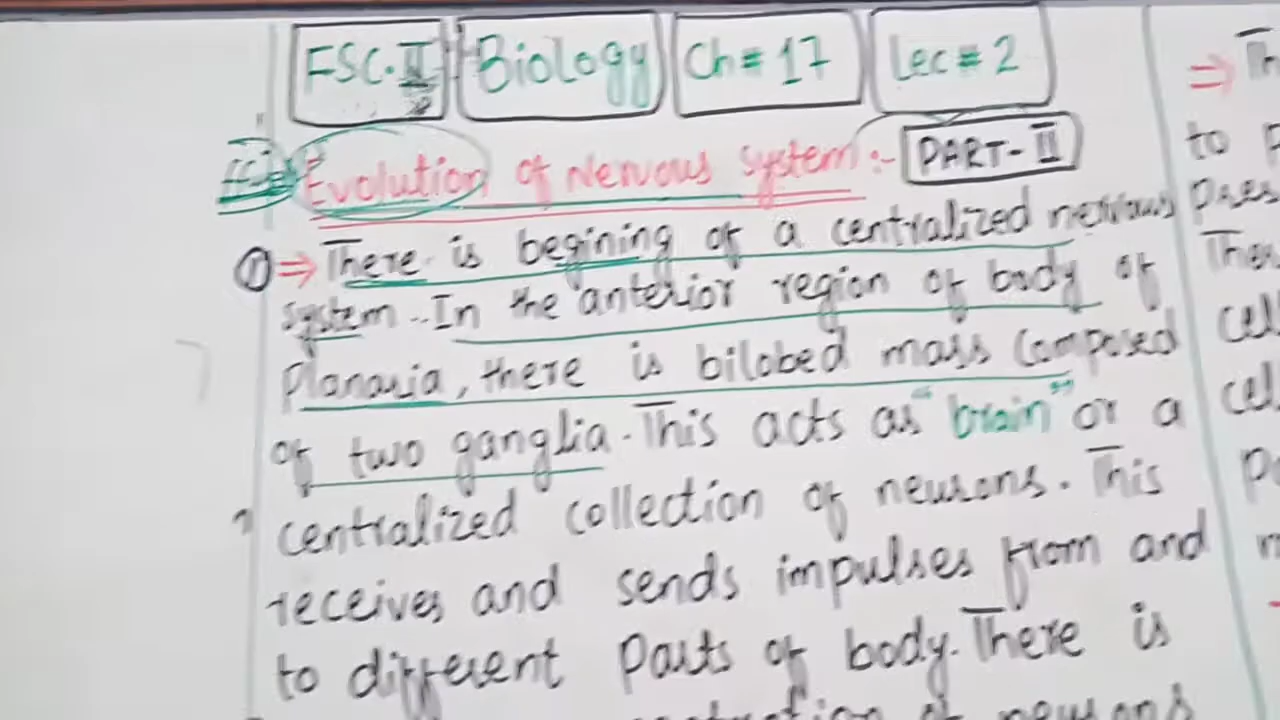 FSC.II Biology Ch# 17 Lec # 2
Evolution of Nervous system :- PART-II
① ⇒ There is begining of a centralized nervous
system .. In the anterior region of body of
Planaria, there is bilobed mass composed
of two ganglia. This acts as "brain" or a
centralized collection of neurons. This
receives and sends impulses from and
to different parts of body. There is
of neurons
⇒
to